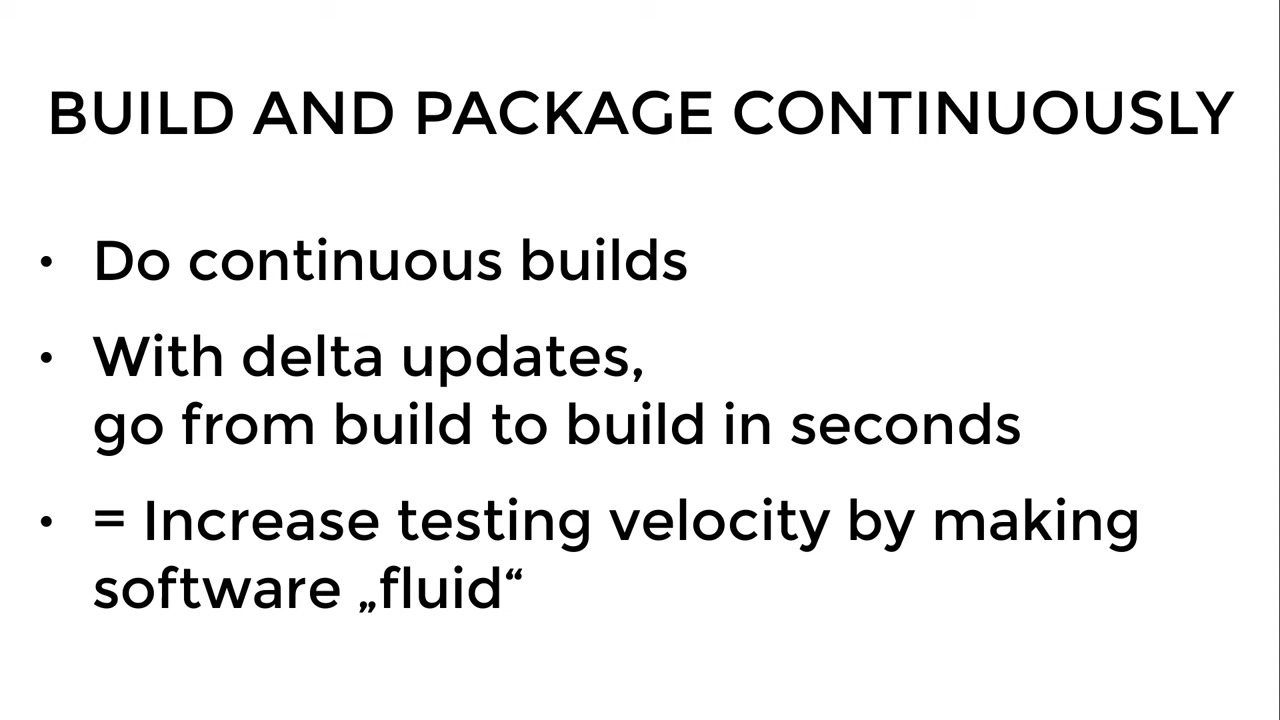 BUILD AND PACKAGE CONTINUOUSLY
• Do continuous builds
• With delta updates,
go from build to build in seconds
• = Increase testing velocity by making
software „fluid“